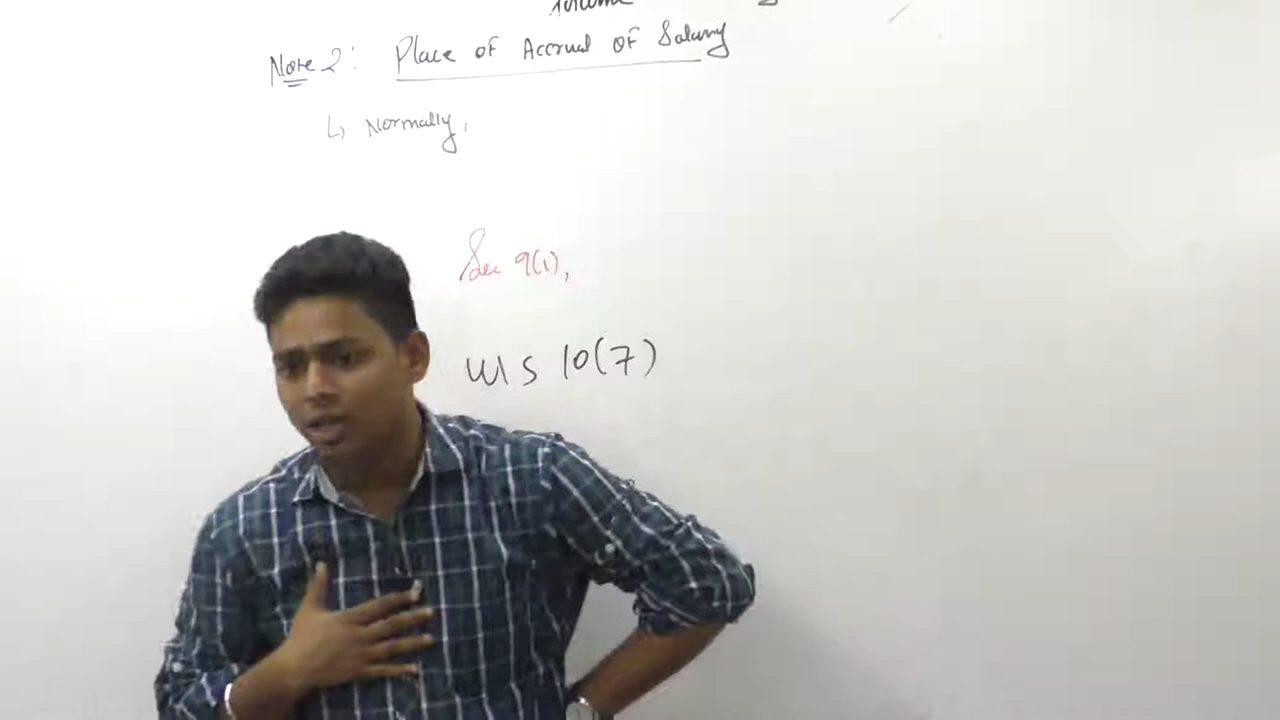 Note 2: Place of Accrual of Salary
↳ Normally,
Sec 9(1),
u/s 10(7)